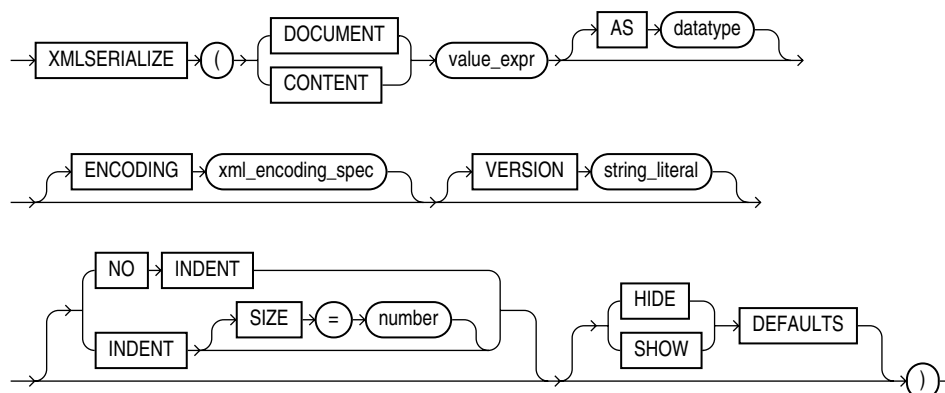 XMLSERIALIZE ( DOCUMENT CONTENT value_expr AS datatype
ENCODING xml_encoding_spec VERSION string_literal
NO INDENT
INDENT SIZE = number
HIDE SHOW DEFAULTS )